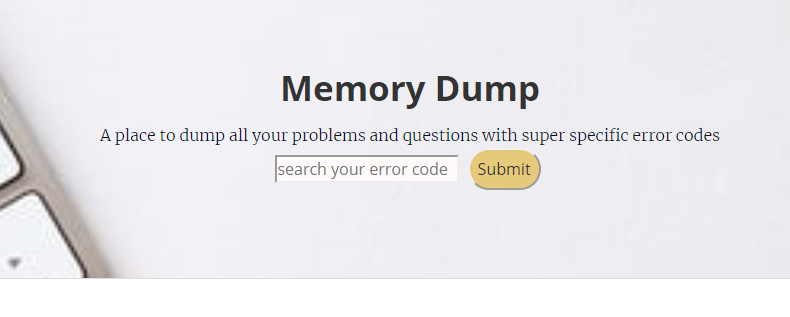 Memory Dump
A place to dump all your problems and questions with super specific error codes
search your error code Submit